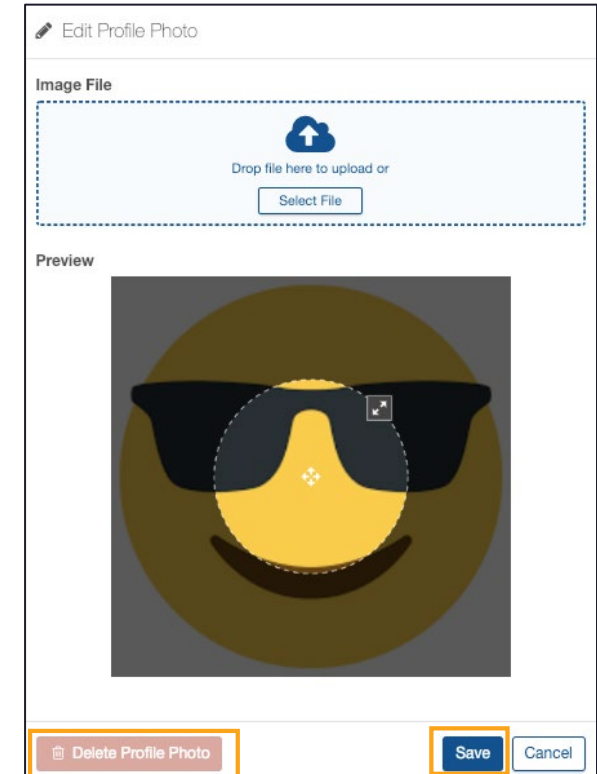 Edit Profile Photo
Image File
Drop file here to upload or
Select File
Preview
Delete Profile Photo
Save
Cancel